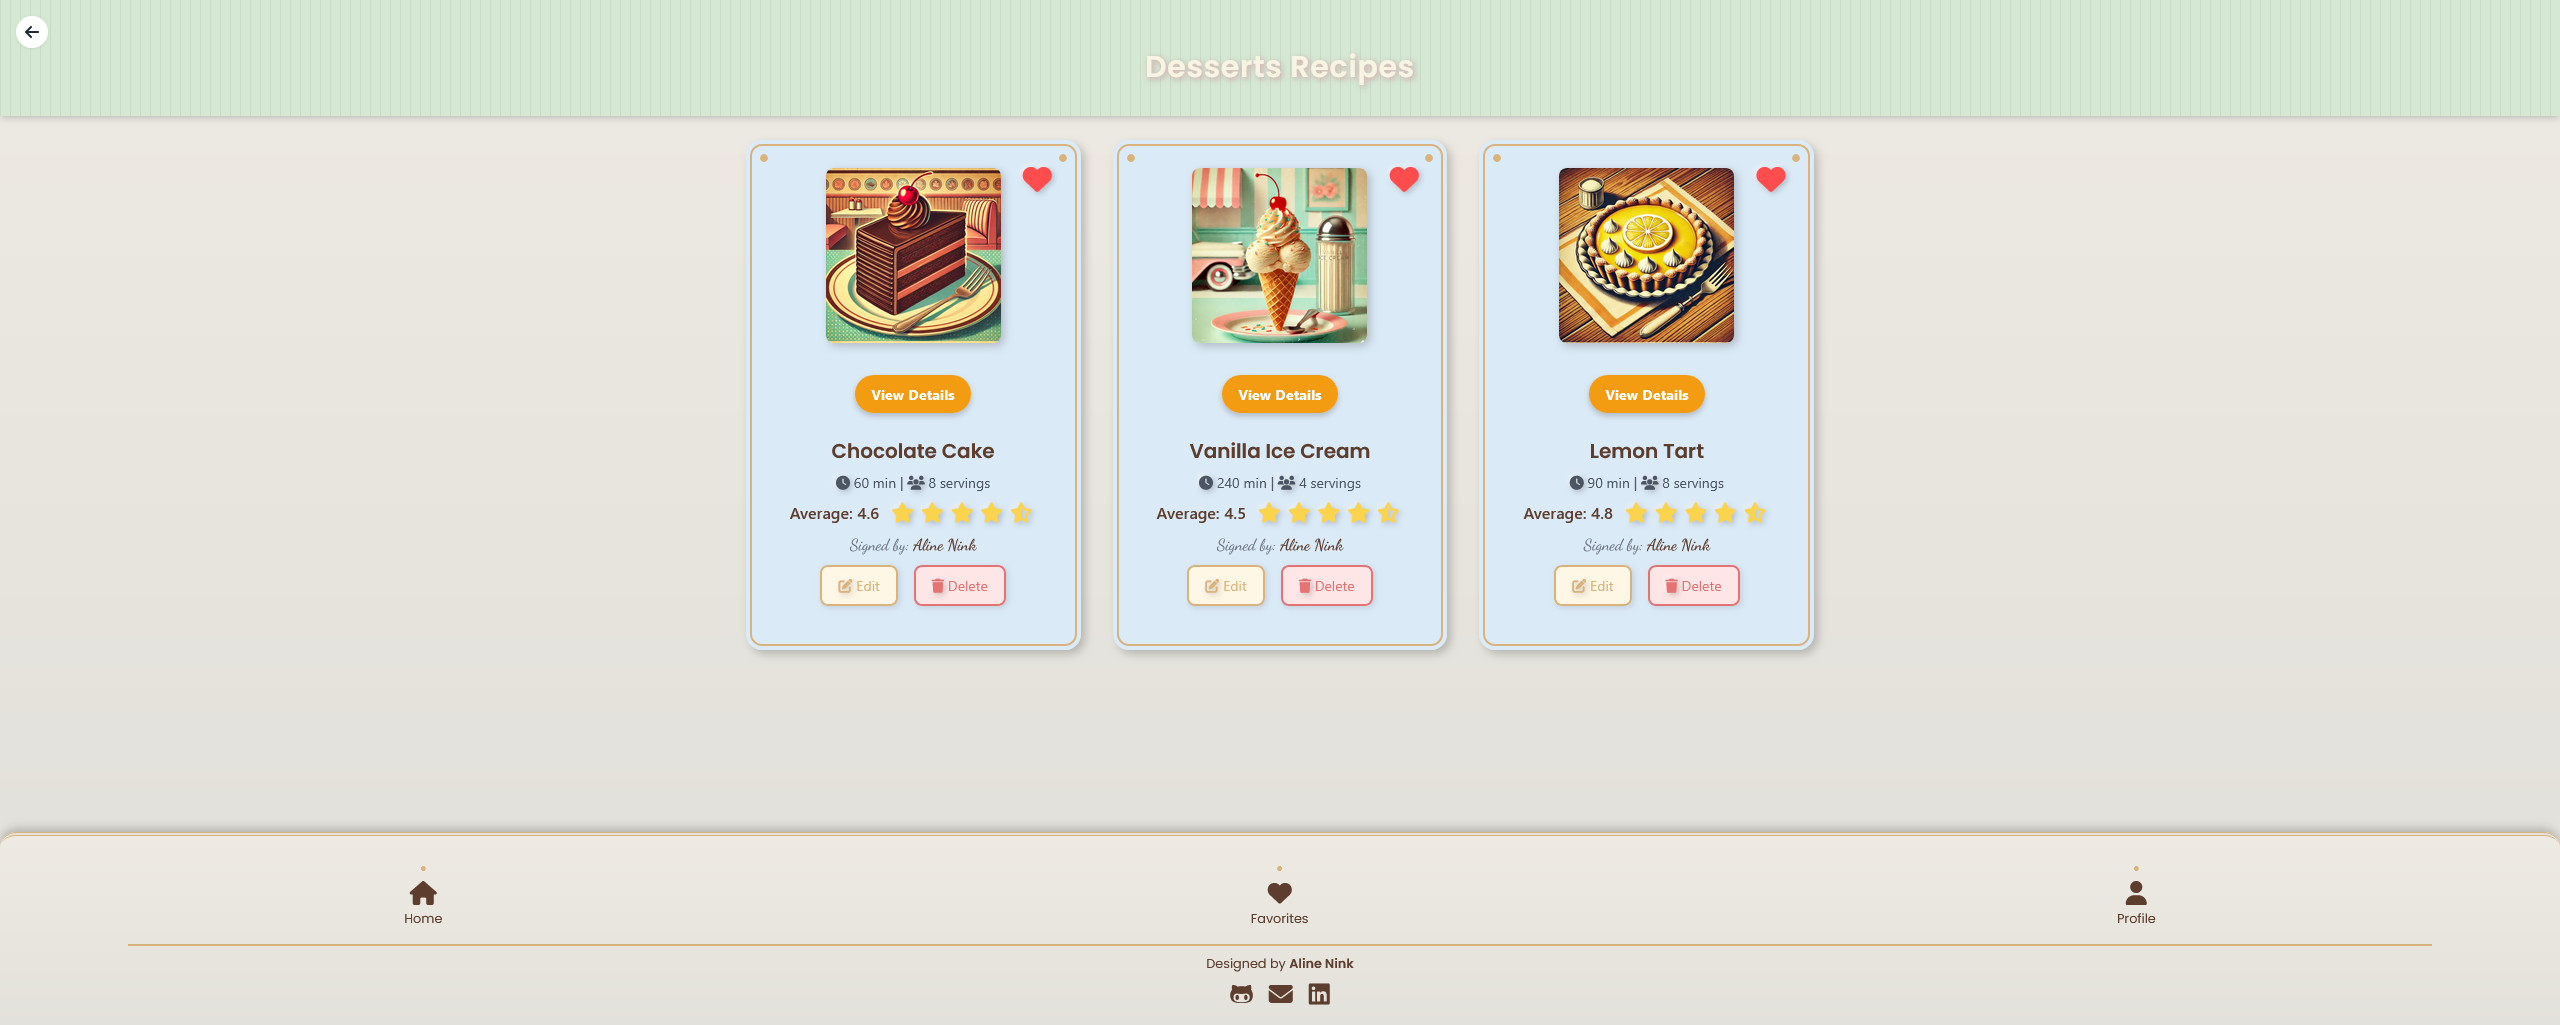 Desserts Recipes
View Details
Chocolate Cake
60 min | 8 servings
Average: 4.6
Signed by: Aline Nink
Edit
Delete
View Details
Vanilla Ice Cream
240 min | 4 servings
Average: 4.5
Signed by: Aline Nink
Edit
Delete
View Details
Lemon Tart
90 min | 8 servings
Average: 4.8
Signed by: Aline Nink
Edit
Delete
Home
Favorites
Profile
Designed by Aline Nink